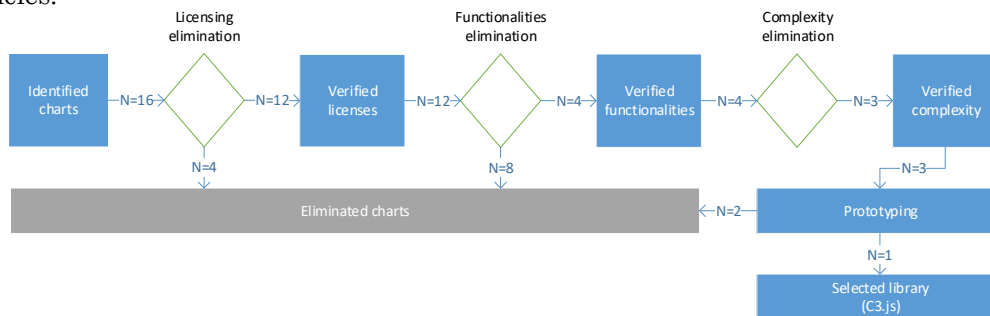 Licensing
elimination
Functionalities
elimination
Complexity
elimination
Identified
charts
N=16
N=12
Verified
licenses
N=12
N=4
Verified
functionalities
N=4
N=3
Verified
complexity
N=4
N=8
N=3
Eliminated charts
N=2
Prototyping
N=1
Selected library
(C3.js)